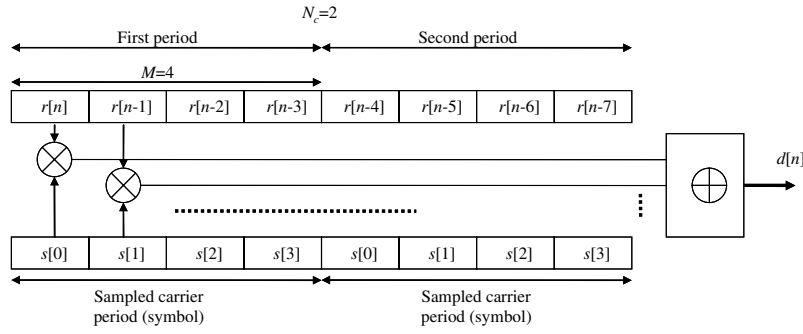 N_c=2
First period Second period
M=4
r[n] r[n-1] r[n-2] r[n-3] r[n-4] r[n-5] r[n-6] r[n-7]
d[n]
s[0] s[1] s[2] s[3] s[0] s[1] s[2] s[3]
Sampled carrier Sampled carrier
period (symbol) period (symbol)